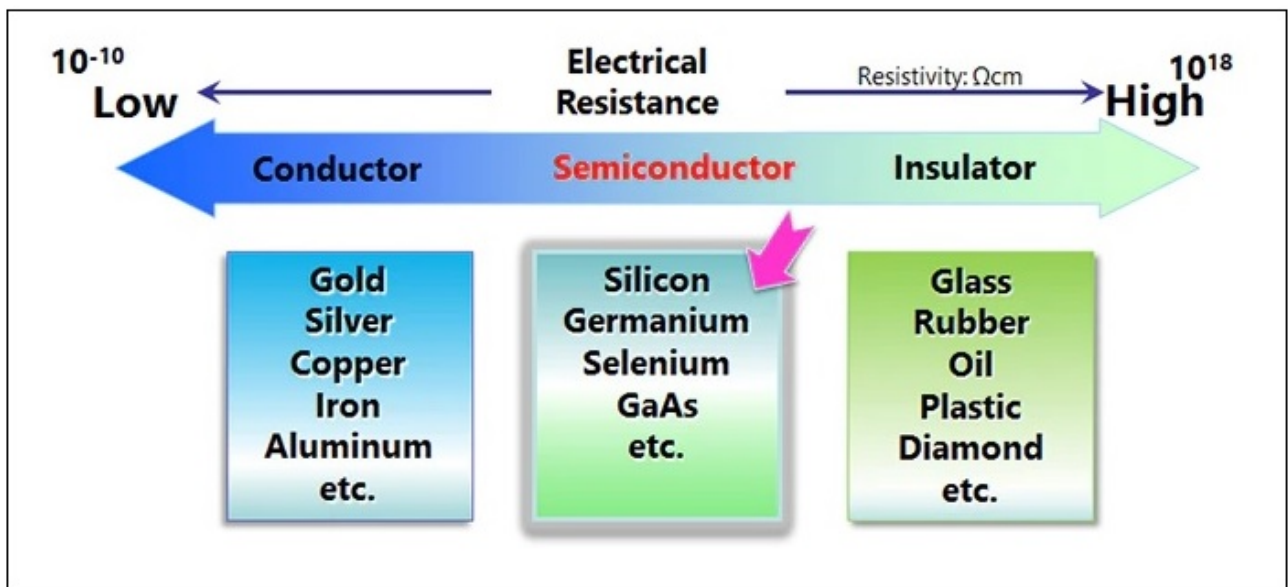 10⁻¹⁰
Low
Electrical
Resistance
Resistivity: Ωcm
10¹⁸
High
Conductor
Semiconductor
Insulator
Gold
Silver
Copper
Iron
Aluminum
etc.
Silicon
Germanium
Selenium
GaAs
etc.
Glass
Rubber
Oil
Plastic
Diamond
etc.